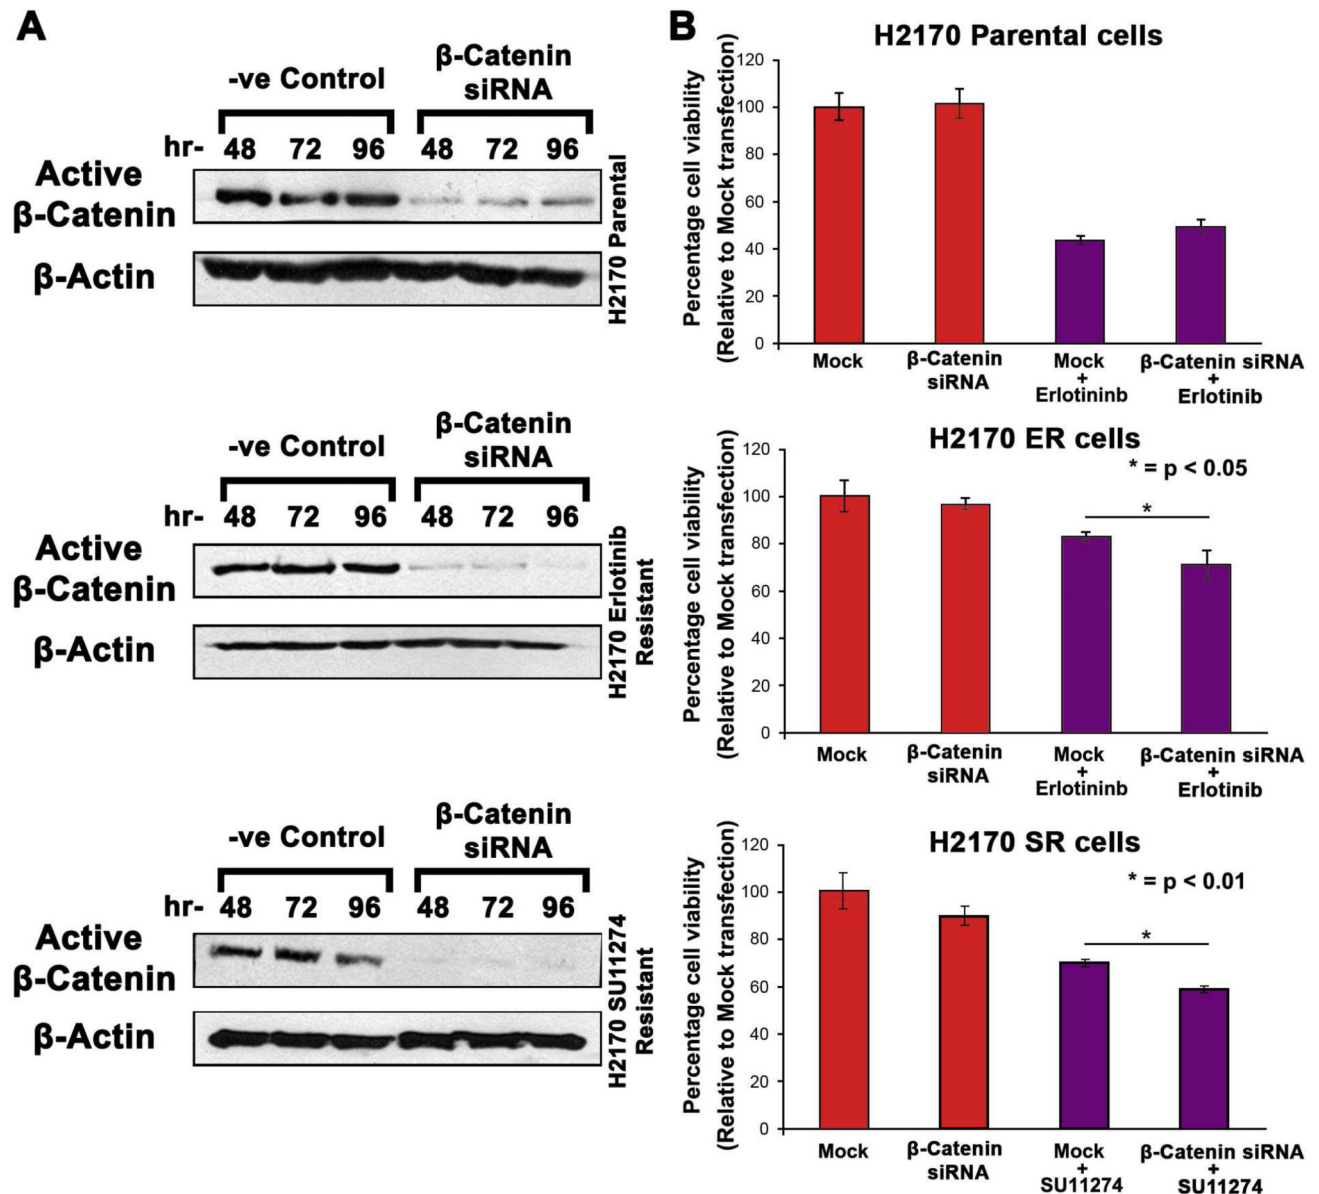 A
-ve Control
β-Catenin
siRNA
hr- 48 72 96 48 72 96
Active
β-Catenin
β-Actin
H2170 Parental
-ve Control
β-Catenin
siRNA
hr- 48 72 96 48 72 96
Active
β-Catenin
β-Actin
H2170 Erlotinib
Resistant
-ve Control
β-Catenin
siRNA
hr- 48 72 96 48 72 96
Active
β-Catenin
β-Actin
H2170 SU11274
Resistant
B
H2170 Parental cells
Percentage cell viability
(Relative to Mock transfection)
120
100
80
60
40
20
0
Mock
β-Catenin
siRNA
Mock
+
Erlotininb
β-Catenin siRNA
+
Erlotinib
H2170 ER cells
* = p < 0.05
*
Percentage cell viability
(Relative to Mock transfection)
120
100
80
60
40
20
0
Mock
β-Catenin
siRNA
Mock
+
Erlotininb
β-Catenin siRNA
+
Erlotinib
H2170 SR cells
* = p < 0.01
*
Percentage cell viability
(Relative to Mock transfection)
120
100
80
60
40
20
0
Mock
β-Catenin
siRNA
Mock
+
SU11274
β-Catenin siRNA
+
SU11274